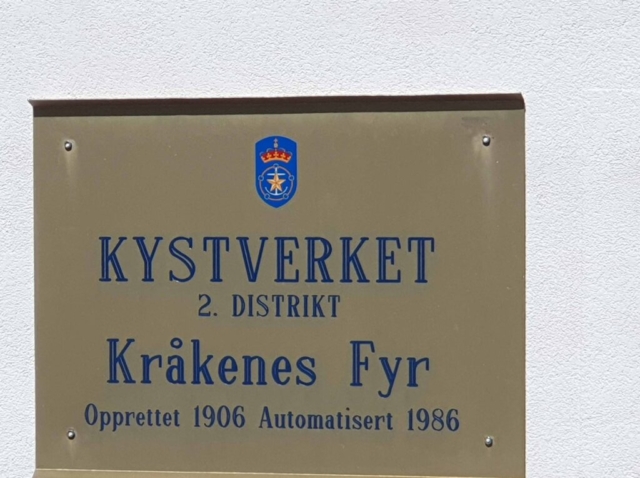 KYSTVERKET
2. DISTRIKT
Kråkenes Fyr
Opprettet 1906 Automatisert 1986